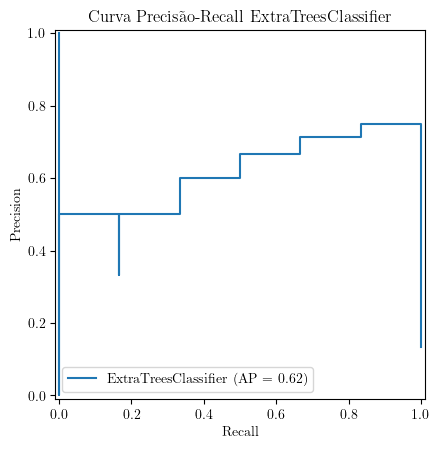 Curva Precisão-Recall ExtraTreesClassifier
1.0
0.8
0.6
0.4
0.2
0.0
Precision
ExtraTreesClassifier (AP = 0.62)
0.0 0.2 0.4 0.6 0.8 1.0
Recall